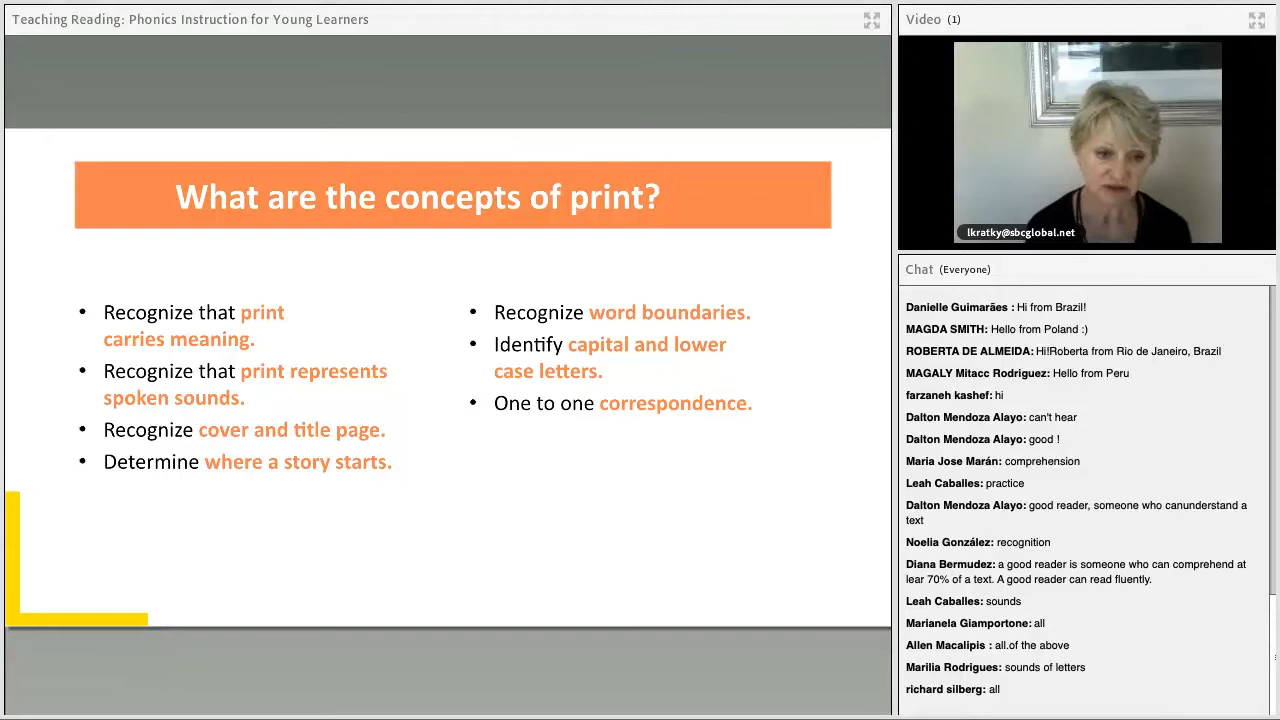 Teaching Reading: Phonics Instruction for Young Learners
What are the concepts of print?
• Recognize that print
carries meaning.
• Recognize that print represents
spoken sounds.
• Recognize cover and title page.
• Determine where a story starts.
• Recognize word boundaries.
• Identify capital and lower
case letters.
• One to one correspondence.
Video (1)
lkratky@sbcglobal.net
Chat (Everyone)
Danielle Guimarães : Hi from Brazil!
MAGDA SMITH: Hello from Poland :)
ROBERTA DE ALMEIDA: Hi!Roberta from Rio de Janeiro, Brazil
MAGALY Mitacc Rodriguez: Hello from Peru
farzaneh kashef: hi
Dalton Mendoza Alayo: can't hear
Dalton Mendoza Alayo: good !
Maria Jose Marán: comprehension
Leah Caballes: practice
Dalton Mendoza Alayo: good reader, someone who canunderstand a
text
Noelia González: recognition
Diana Bermudez: a good reader is someone who can comprehend at
lear 70% of a text. A good reader can read fluently.
Leah Caballes: sounds
Marianela Giamportone: all
Allen Macalipis : all.of the above
Marilia Rodrigues: sounds of letters
richard silberg: all